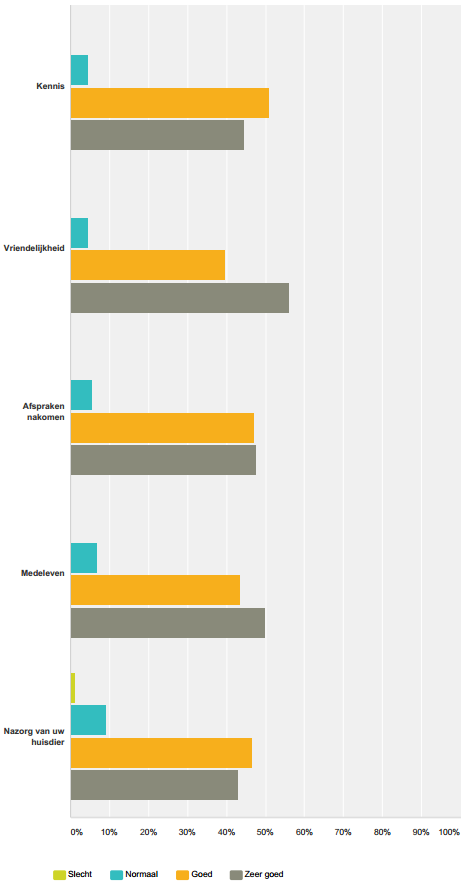 Kennis
Vriendelijkheid
Afspraken
nakomen
Medeleven
Nazorg van uw
huisdier
0% 10% 20% 30% 40% 50% 60% 70% 80% 90% 100%
Slecht Normaal Goed Zeer goed